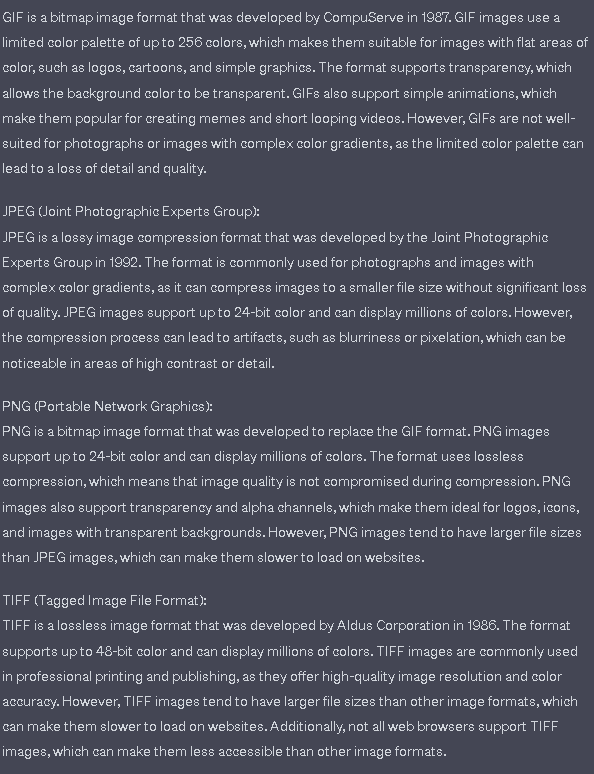 GIF is a bitmap image format that was developed by CompuServe in 1987. GIF images use a
limited color palette of up to 256 colors, which makes them suitable for images with flat areas of
color, such as logos, cartoons, and simple graphics. The format supports transparency, which
allows the background color to be transparent. GIFs also support simple animations, which
make them popular for creating memes and short looping videos. However, GIFs are not well-
suited for photographs or images with complex color gradients, as the limited color palette can
lead to a loss of detail and quality.
JPEG (Joint Photographic Experts Group):
JPEG is a lossy image compression format that was developed by the Joint Photographic
Experts Group in 1992. The format is commonly used for photographs and images with
complex color gradients, as it can compress images to a smaller file size without significant loss
of quality. JPEG images support up to 24-bit color and can display millions of colors. However,
the compression process can lead to artifacts, such as blurriness or pixelation, which can be
noticeable in areas of high contrast or detail.
PNG (Portable Network Graphics):
PNG is a bitmap image format that was developed to replace the GIF format. PNG images
support up to 24-bit color and can display millions of colors. The format uses lossless
compression, which means that image quality is not compromised during compression. PNG
images also support transparency and alpha channels, which make them ideal for logos, icons,
and images with transparent backgrounds. However, PNG images tend to have larger file sizes
than JPEG images, which can make them slower to load on websites.
TIFF (Tagged Image File Format):
TIFF is a lossless image format that was developed by Aldus Corporation in 1986. The format
supports up to 48-bit color and can display millions of colors. TIFF images are commonly used
in professional printing and publishing, as they offer high-quality image resolution and color
accuracy. However, TIFF images tend to have larger file sizes than other image formats, which
can make them slower to load on websites. Additionally, not all web browsers support TIFF
images, which can make them less accessible than other image formats.